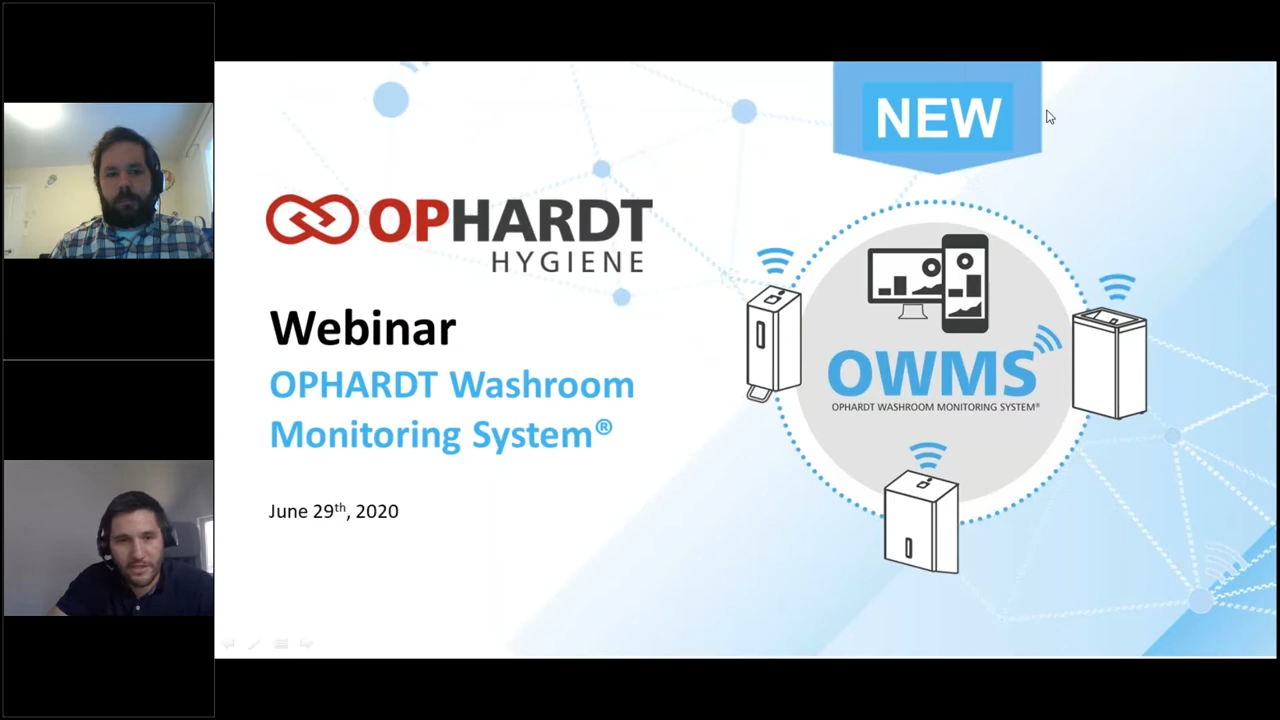 NEW
OPHARDT
HYGIENE
Webinar
OPHARDT Washroom
Monitoring System®
June 29th, 2020
OWMS
OPHARDT WASHROOM MONITORING SYSTEM®